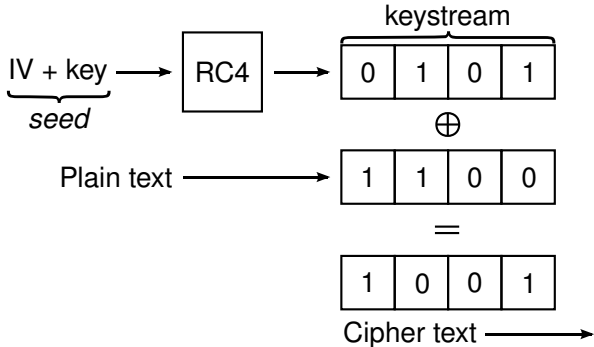 keystream
IV + key RC4 0 1 0 1
seed
⊕
Plain text 1 1 0 0
=
1 0 0 1
Cipher text